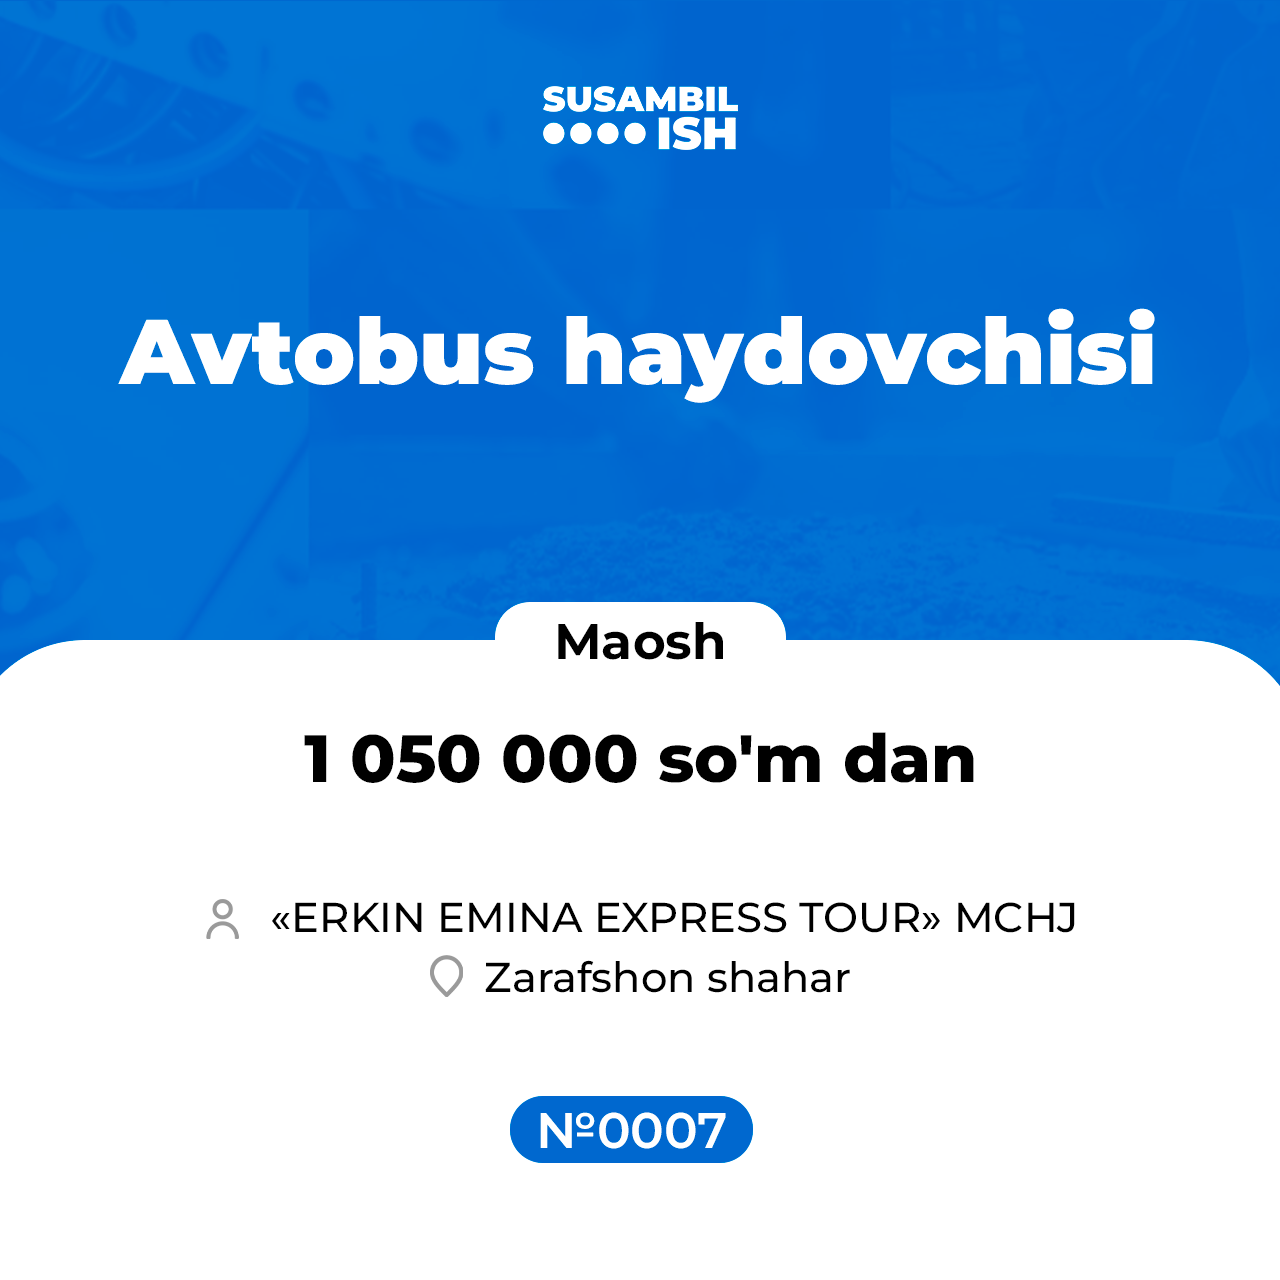 SUSAMBIL
ISH
Avtobus haydovchisi
Maosh
1 050 000 so'm dan
«ERKIN EMINA EXPRESS TOUR» MCHJ
Zarafshon shahar
№0007